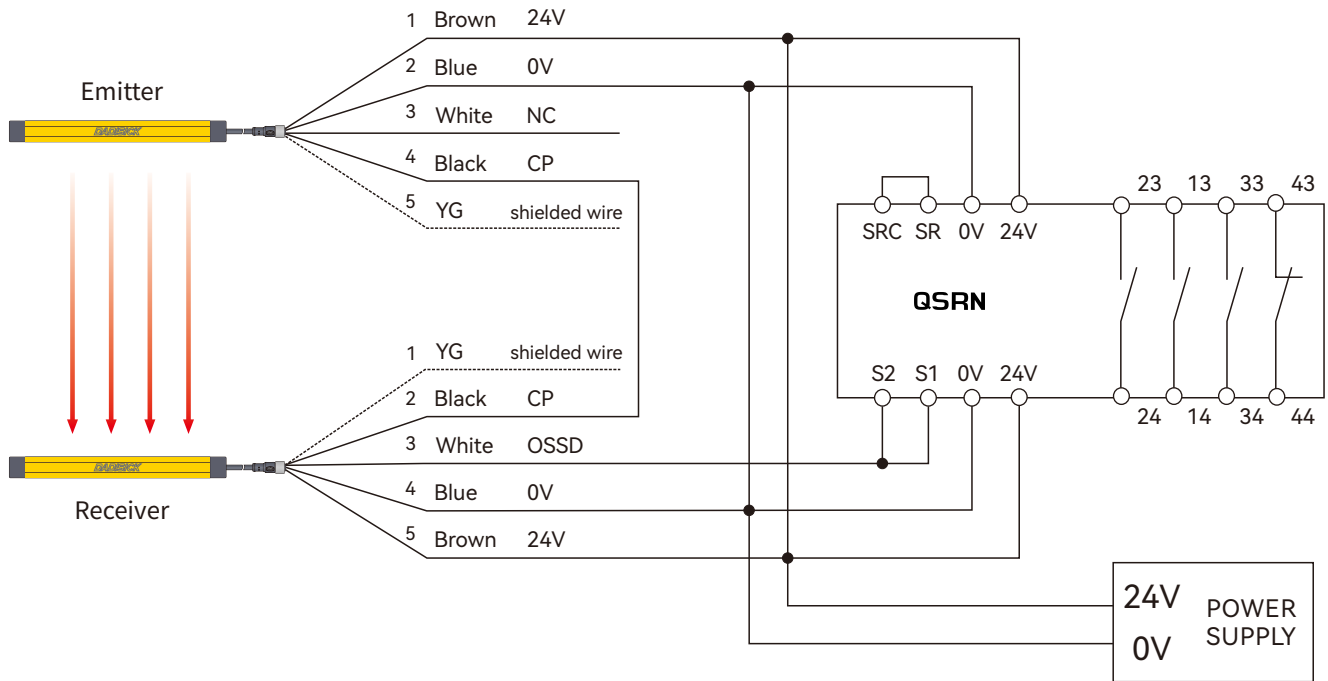 1 Brown 24V
2 Blue 0V
Emitter
3 White NC
DADISICK
4 Black CP
5 YG shielded wire
23 13 33 43
SRC SR 0V 24V
QSRN
1 YG shielded wire
S2 S1 0V 24V
2 Black CP
24 14 34 44
3 White OSSD
DADISICK
4 Blue 0V
Receiver
5 Brown 24V
24V
0V
POWER
SUPPLY